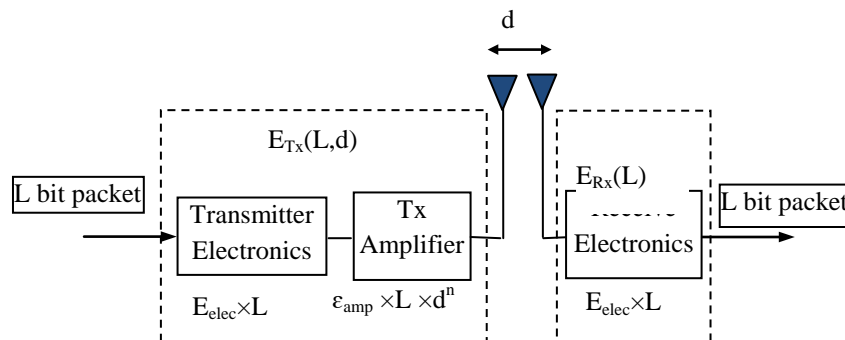 d
E_Tx(L,d)
L bit packet
Transmitter
Electronics
Tx
Amplifier
E_Rx(L)
Electronics
L bit packet
E_elec×L
ε_amp ×L ×d^n
E_elec×L